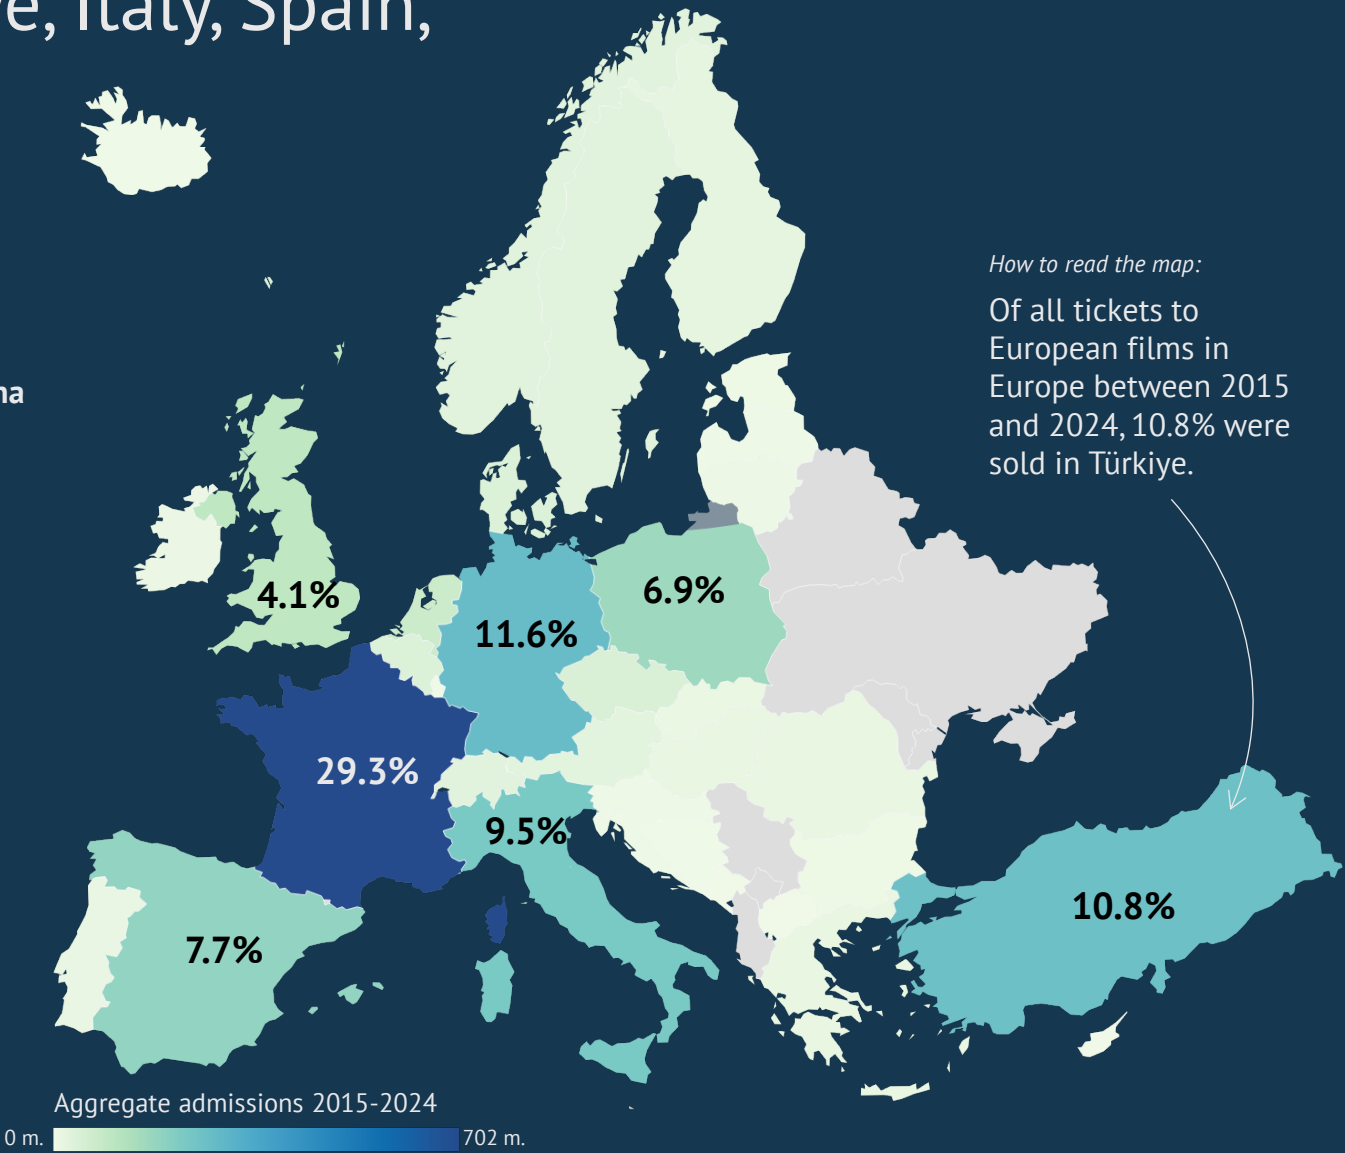 e, Italy, Spain,
na
How to read the map:
Of all tickets to
European films in
Europe between 2015
and 2024, 10.8% were
sold in Türkiye.
4.1%
6.9%
11.6%
29.3%
9.5%
10.8%
7.7%
Aggregate admissions 2015-2024
0 m.
702 m.